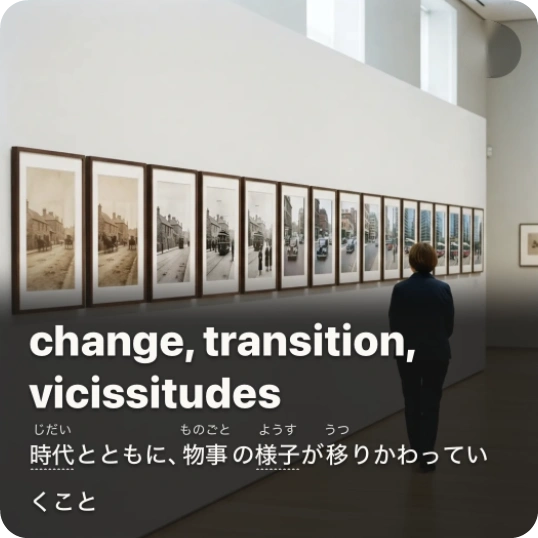 change, transition,
vicissitudes
じだい ものごと ようす うつ
時代とともに、物事の様子が移りかわってい
くこと